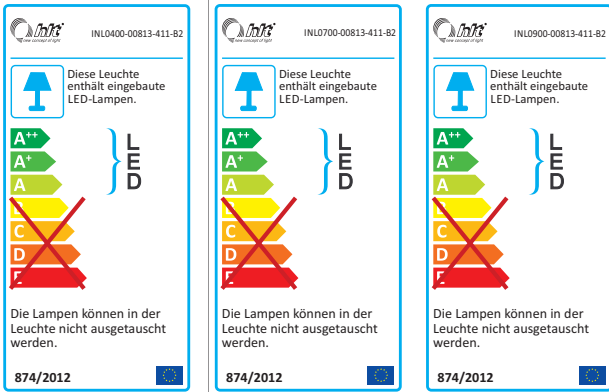 hit
new concept of light
INL0400-00813-411-B2
Diese Leuchte
enthält eingebaute
LED-Lampen.
A++
A+
A
B
C
D
E
LED
Die Lampen können in der
Leuchte nicht ausgetauscht
werden.
874/2012
new concept of light
INL0700-00813-411-B2
Diese Leuchte
enthält eingebaute
LED-Lampen.
A++
A+
A
B
C
D
E
LED
Die Lampen können in der
Leuchte nicht ausgetauscht
werden.
874/2012
new concept of light
INL0900-00813-411-B2
Diese Leuchte
enthält eingebaute
LED-Lampen.
A++
A+
A
B
C
D
E
LED
Die Lampen können in der
Leuchte nicht ausgetauscht
werden.
874/2012